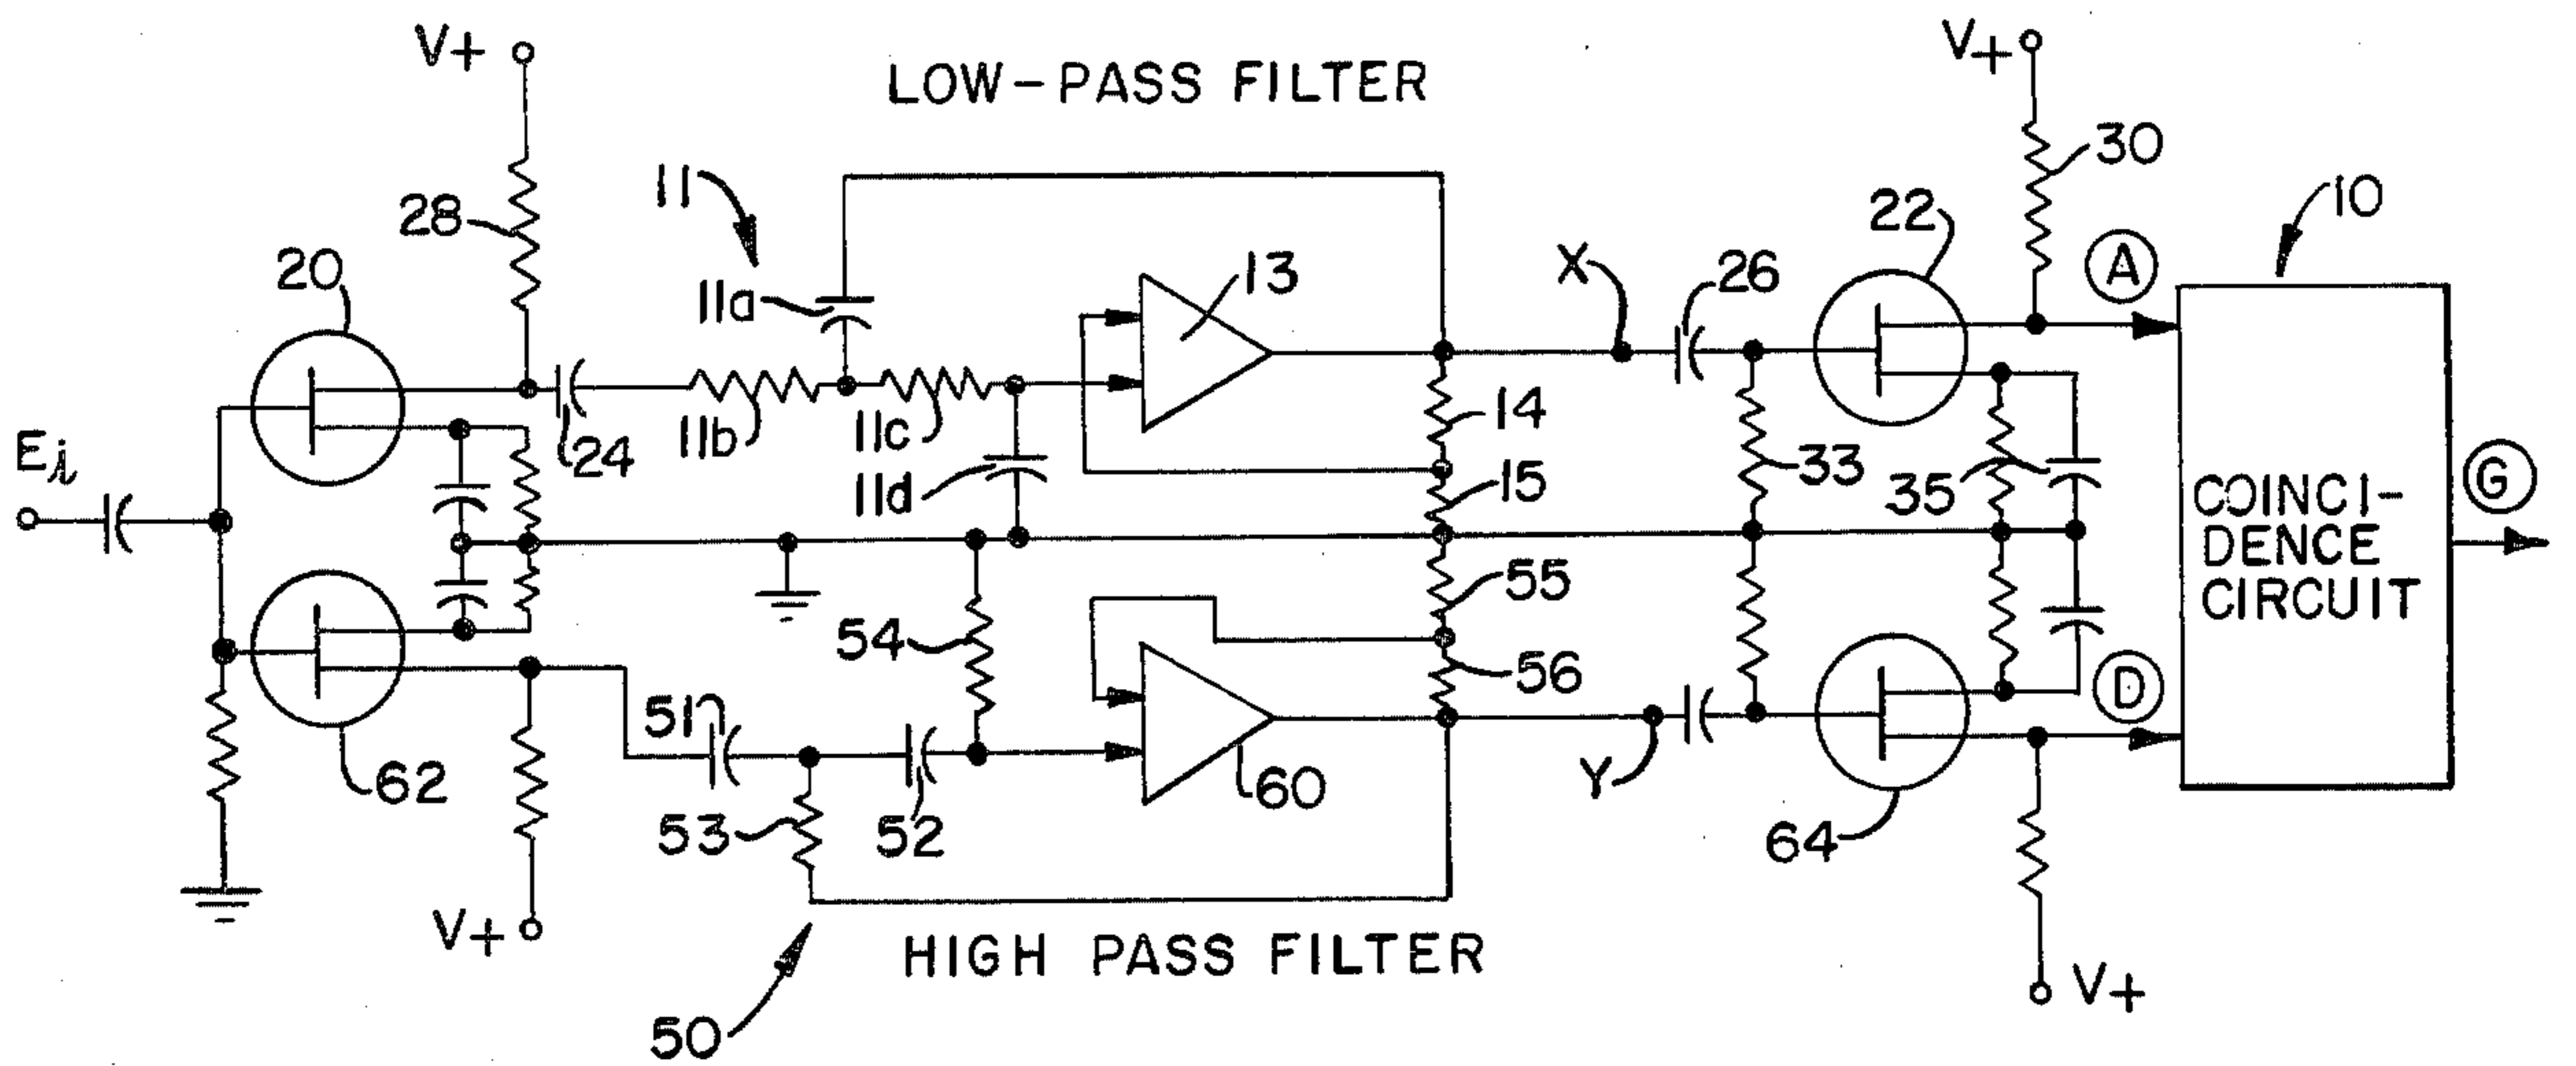 V+
LOW-PASS FILTER
V+
30
11
28
22
10
20
A
X
26
13
11a
14
11b
11c
24
33
15
35
11d
Ei
G
COINCI-
DENCE
CIRCUIT
55
54
56
D
51
Y
62
60
53
52
64
V+
HIGH PASS FILTER
V+
50